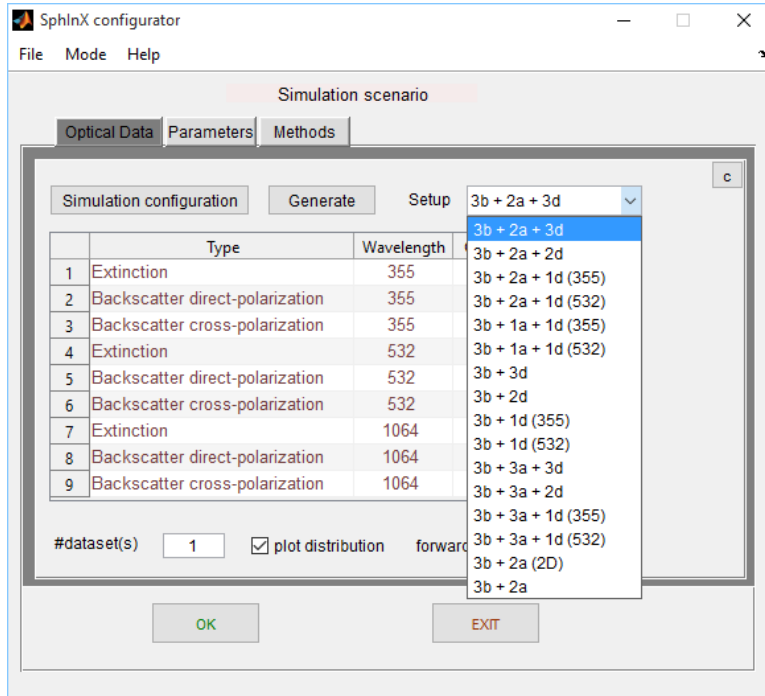 SphInX configurator
File Mode Help
Simulation scenario
Optical Data Parameters Methods
c
Simulation configuration Generate Setup 3b + 2a + 3d
3b + 2a + 3d
3b + 2a + 2d
3b + 2a + 1d (355)
3b + 2a + 1d (532)
3b + 1a + 1d (355)
3b + 1a + 1d (532)
3b + 3d
3b + 2d
3b + 1d (355)
3b + 1d (532)
3b + 3a + 3d
3b + 3a + 2d
3b + 3a + 1d (355)
3b + 3a + 1d (532)
3b + 2a (2D)
3b + 2a
Type Wavelength
1 Extinction 355
2 Backscatter direct-polarization 355
3 Backscatter cross-polarization 355
4 Extinction 532
5 Backscatter direct-polarization 532
6 Backscatter cross-polarization 532
7 Extinction 1064
8 Backscatter direct-polarization 1064
9 Backscatter cross-polarization 1064
#dataset(s) 1 plot distribution forwar
OK EXIT